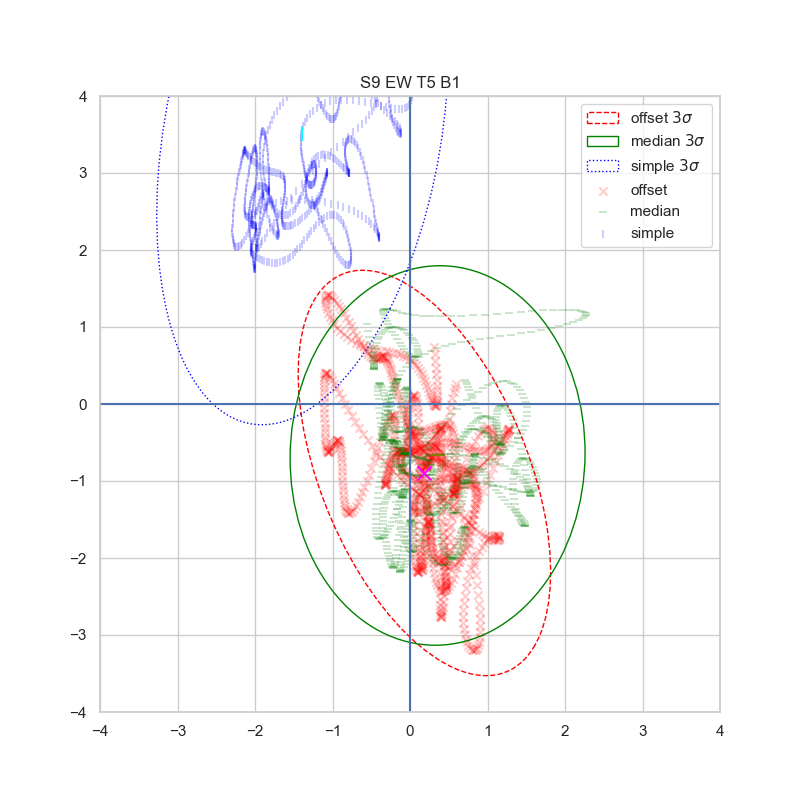 S9 EW T5 B1
offset 3σ
median 3σ
simple 3σ
offset
median
simple
4
3
2
1
0
−1
−2
−3
−4
−4 −3 −2 −1 0 1 2 3 4